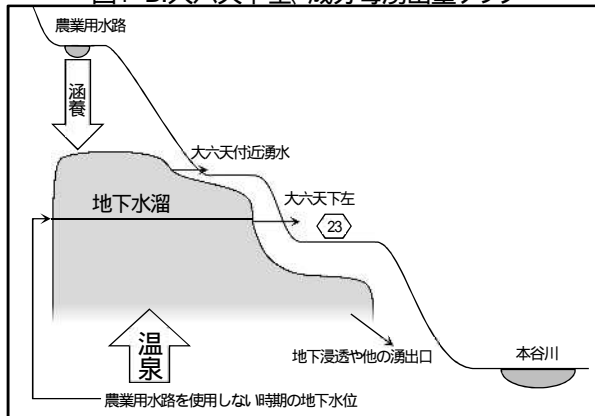 農業用水路
涵養
大六天付近湧水
地下水溜
大六天下左
23
温泉
地下浸透や他の湧出口
本谷川
農業用水路を使用しない時期の地下水位